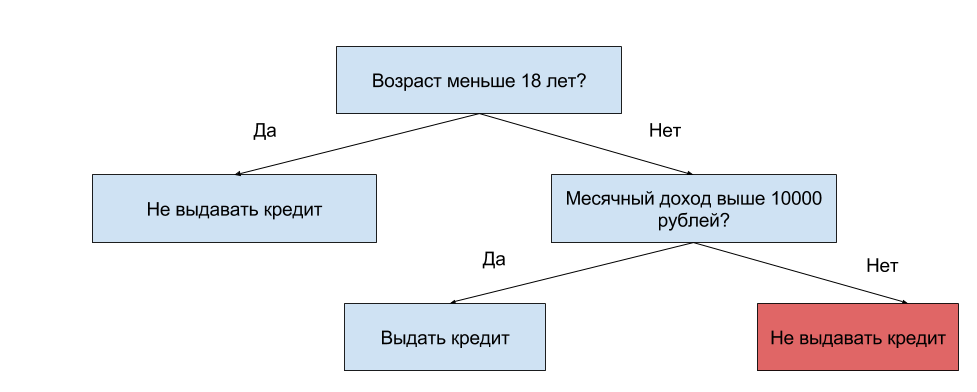 Возраст меньше 18 лет?
Да
Нет
Не выдавать кредит
Месячный доход выше 10000
рублей?
Да
Нет
Выдать кредит
Не выдавать кредит